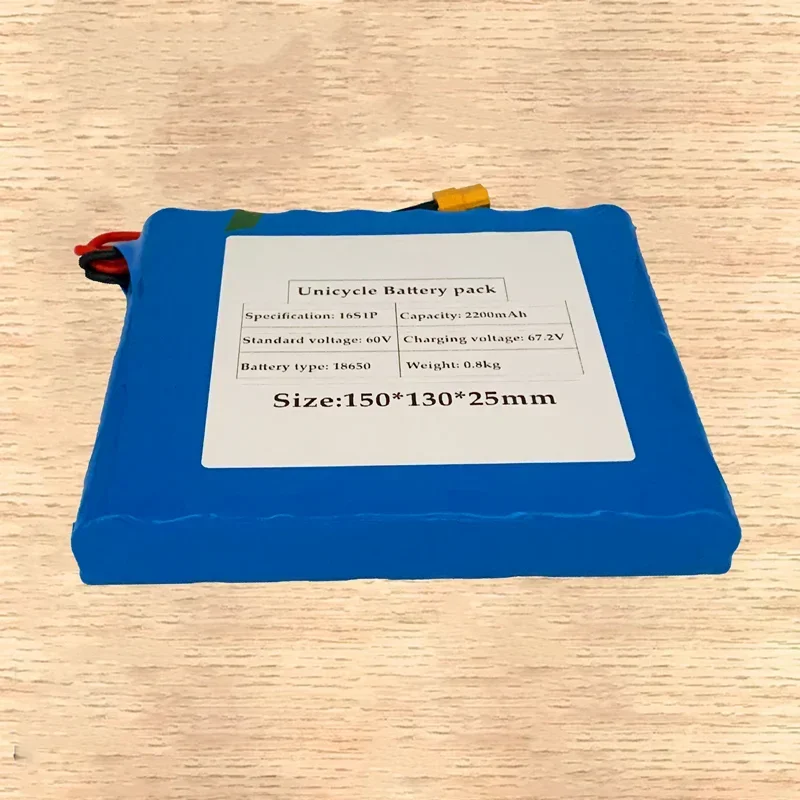 Unicycle Battery pack
Specification: 16S1P Capacity: 2200mAh
Standard voltage: 60V Charging voltage: 67.2V
Battery type: 18650 Weight: 0.8kg
Size:150*130*25mm